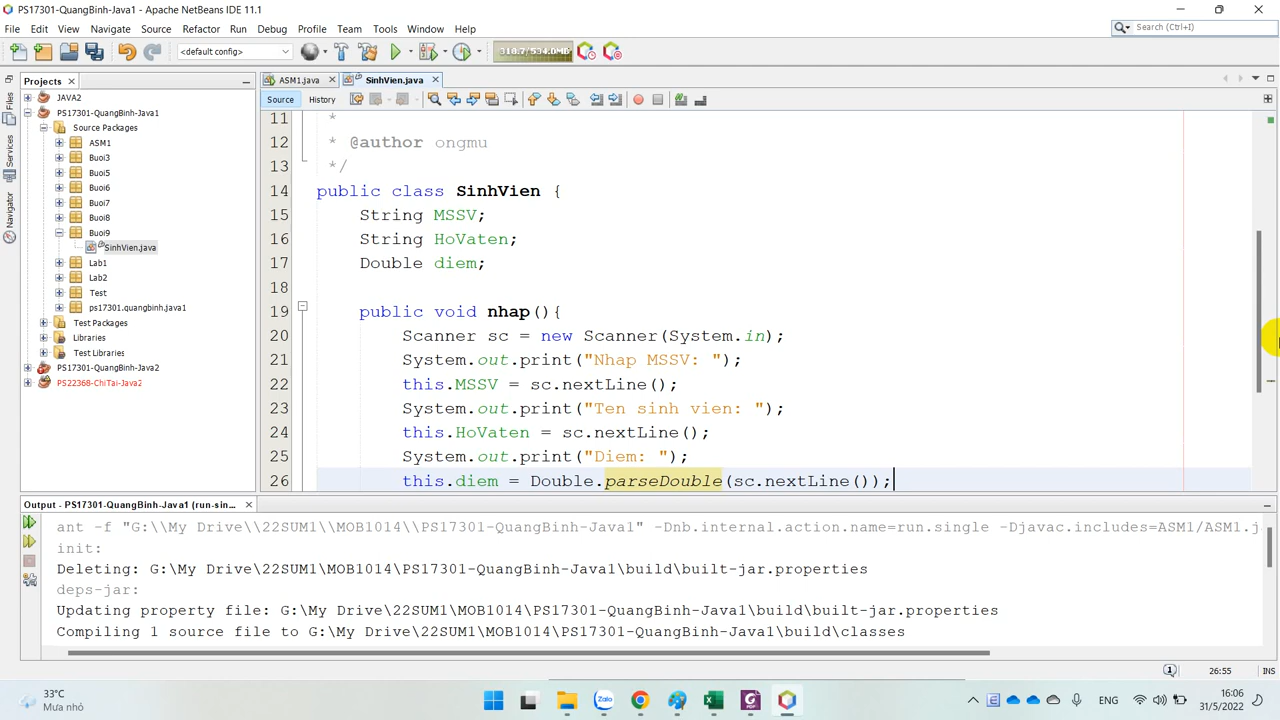 PS17301-QuangBinh-Java1 - Apache NetBeans IDE 11.1
File Edit View Navigate Source Refactor Run Debug Profile Team Tools Window Help
Search (Ctrl+I)
<default config>
318.7/534.0MB
Projects
ASM1.java
SinhVien.java
Source
History
Files
Services
Navigator
JAVA2
PS17301-QuangBinh-Java1
Source Packages
ASM1
Buoi3
Buoi5
Buoi6
Buoi7
Buoi8
Buoi9
SinhVien.java
Lab1
Lab2
Test
ps17301.quangbinh.java1
Test Packages
Libraries
Test Libraries
PS17301-QuangBinh-Java2
PS22368-ChiTai-Java2
11 *
12 * @author ongmu
13 */
14 public class SinhVien {
15 String MSSV;
16 String HoVaten;
17 Double diem;
18
19 public void nhap(){
20 Scanner sc = new Scanner(System.in);
21 System.out.print("Nhap MSSV: ");
22 this.MSSV = sc.nextLine();
23 System.out.print("Ten sinh vien: ");
24 this.HoVaten = sc.nextLine();
25 System.out.print("Diem: ");
26 this.diem = Double.parseDouble(sc.nextLine());
Output - PS17301-QuangBinh-Java1 (run-sin...
ant -f "G:\\My Drive\\22SUM1\\MOB1014\\PS17301-QuangBinh-Java1" -Dnb.internal.action.name=run.single -Djavac.includes=ASM1/ASM1.j
init:
Deleting: G:\My Drive\22SUM1\MOB1014\PS17301-QuangBinh-Java1\build\built-jar.properties
deps-jar:
Updating property file: G:\My Drive\22SUM1\MOB1014\PS17301-QuangBinh-Java1\build\built-jar.properties
Compiling 1 source file to G:\My Drive\22SUM1\MOB1014\PS17301-QuangBinh-Java1\build\classes
1
26:55
INS
33°C
Mưa nhỏ
Zalo
ENG
16:06
31/5/2022